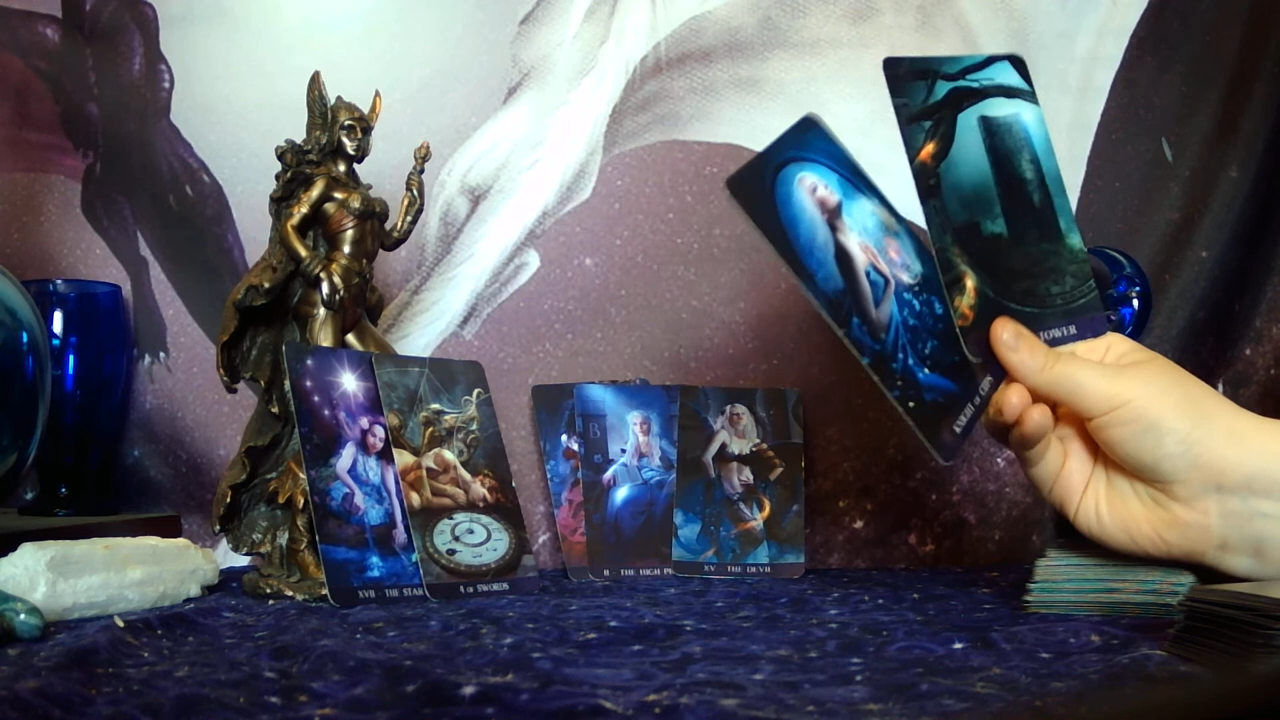 XVII - THE STAR
4 OF SWORDS
B
II - THE HIGH
XV - THE DEVIL
KNIGHT OF CUPS
TOWER